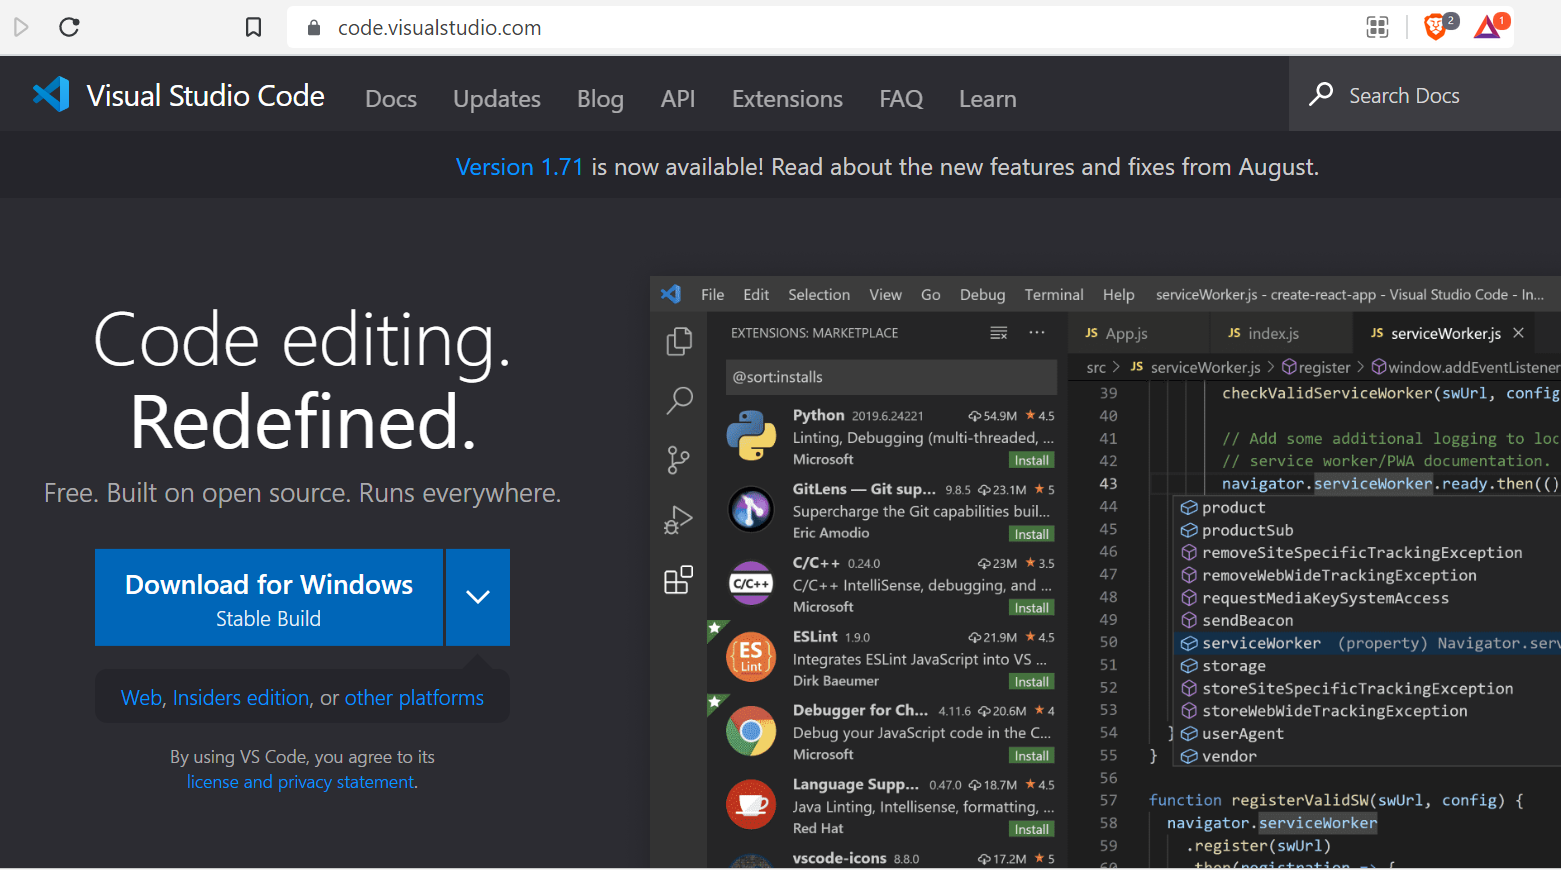 code.visualstudio.com
2
1
Visual Studio Code
Docs
Updates
Blog
API
Extensions
FAQ
Learn
Search Docs
Version 1.71 is now available! Read about the new features and fixes from August.
Code editing.
Redefined.
Free. Built on open source. Runs everywhere.
Download for Windows
Stable Build
Web, Insiders edition, or other platforms
By using VS Code, you agree to its
license and privacy statement.
File Edit Selection View Go Debug Terminal Help serviceWorker.js - create-react-app - Visual Studio Code - In...
EXTENSIONS: MARKETPLACE
@sort:installs
Python 2019.6.24221 54.9M ★ 4.5
Linting, Debugging (multi-threaded, ...
Microsoft Install
GitLens — Git sup... 9.8.5 23.1M ★ 5
Supercharge the Git capabilities buil...
Eric Amodio Install
C/C++
C/C++ 0.24.0 23M ★ 3.5
C/C++ IntelliSense, debugging, and ...
Microsoft Install
ES
Lint
ESLint 1.9.0 21.9M ★ 4.5
Integrates ESLint JavaScript into VS ...
Dirk Baeumer Install
Debugger for Ch... 4.11.6 20.6M ★ 4
Debug your JavaScript code in the C...
Microsoft Install
Language Supp... 0.47.0 18.7M ★ 4.5
Java Linting, Intellisense, formatting, ...
Red Hat Install
vscode-icons 8.8.0 17.2M ★ 5
JS App.js
JS index.js
JS serviceWorker.js
src > JS serviceWorker.js > register > window.addEventListener
39 checkValidServiceWorker(swUrl, config
40
41 // Add some additional logging to loc
42 // service worker/PWA documentation.
43 navigator.serviceWorker.ready.then(()
44 product
45 productSub
46 removeSiteSpecificTrackingException
47 removeWebWideTrackingException
48 requestMediaKeySystemAccess
49 sendBeacon
50 serviceWorker (property) Navigator.serv
51 storage
52 storeSiteSpecificTrackingException
53 storeWebWideTrackingException
54 } userAgent
55 } vendor
56
57 function registerValidSW(swUrl, config) {
58 navigator.serviceWorker
59 .register(swUrl)
60 .then(registration => {